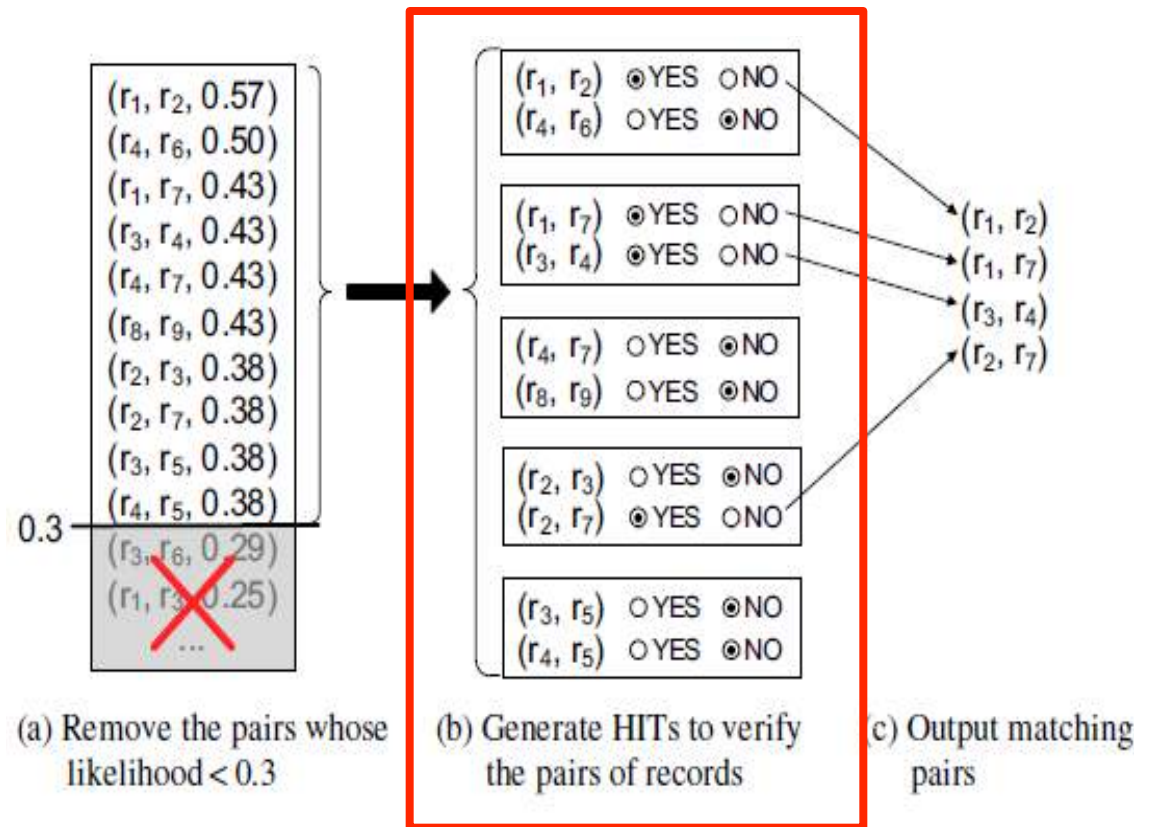 (r₁, r₂, 0.57)
(r₄, r₆, 0.50)
(r₁, r₇, 0.43)
(r₃, r₄, 0.43)
(r₄, r₇, 0.43)
(r₈, r₉, 0.43)
(r₂, r₃, 0.38)
(r₂, r₇, 0.38)
(r₃, r₅, 0.38)
(r₄, r₅, 0.38)
0.3
(r₃, r₆, 0.29)
(r₁, r₃, 0.25)
...
(a) Remove the pairs whose
likelihood < 0.3
(r₁, r₂) YES NO
(r₄, r₆) YES NO
(r₁, r₇) YES NO
(r₃, r₄) YES NO
(r₄, r₇) YES NO
(r₈, r₉) YES NO
(r₂, r₃) YES NO
(r₂, r₇) YES NO
(r₃, r₅) YES NO
(r₄, r₅) YES NO
(b) Generate HITs to verify
the pairs of records
(r₁, r₂)
(r₁, r₇)
(r₃, r₄)
(r₂, r₇)
(c) Output matching
pairs